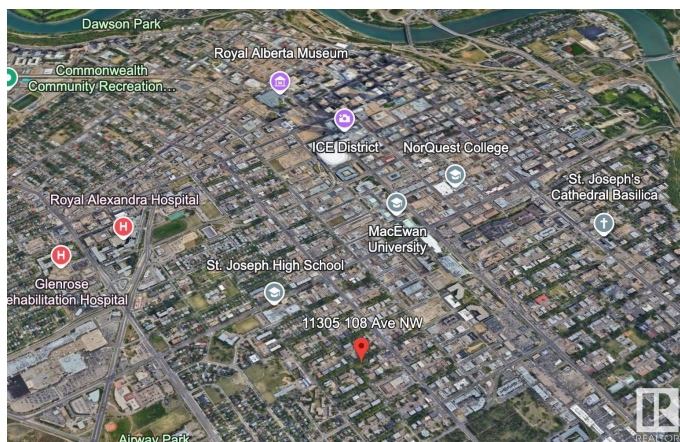 Dawson Park
Royal Alberta Museum
Commonwealth
Community Recreation...
ICE District
NorQuest College
St. Joseph's
Cathedral Basilica
Royal Alexandra Hospital
H
MacEwan
University
St. Joseph High School
H
Glenrose
ehabilitation Hospital
11305 108 Ave NW
Airway Park
REALTOR